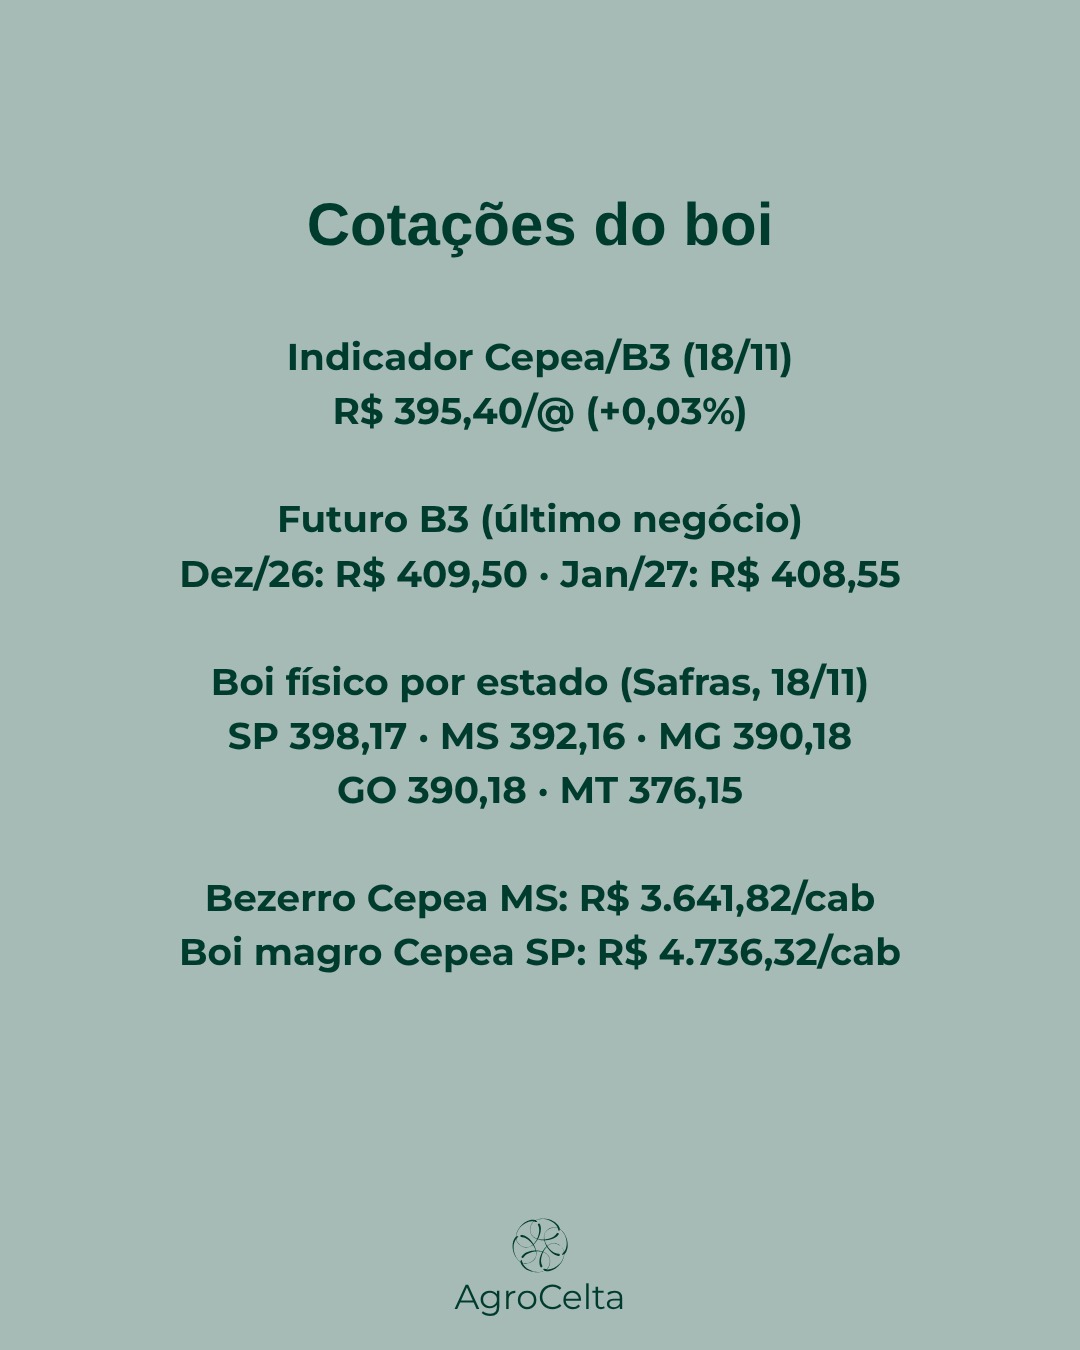 Cotações do boi
Indicador Cepea/B3 (18/11)
R$ 395,40/@ (+0,03%)
Futuro B3 (último negócio)
Dez/26: R$ 409,50 · Jan/27: R$ 408,55
Boi físico por estado (Safras, 18/11)
SP 398,17 · MS 392,16 · MG 390,18
GO 390,18 · MT 376,15
Bezerro Cepea MS: R$ 3.641,82/cab
Boi magro Cepea SP: R$ 4.736,32/cab
AgroCelta